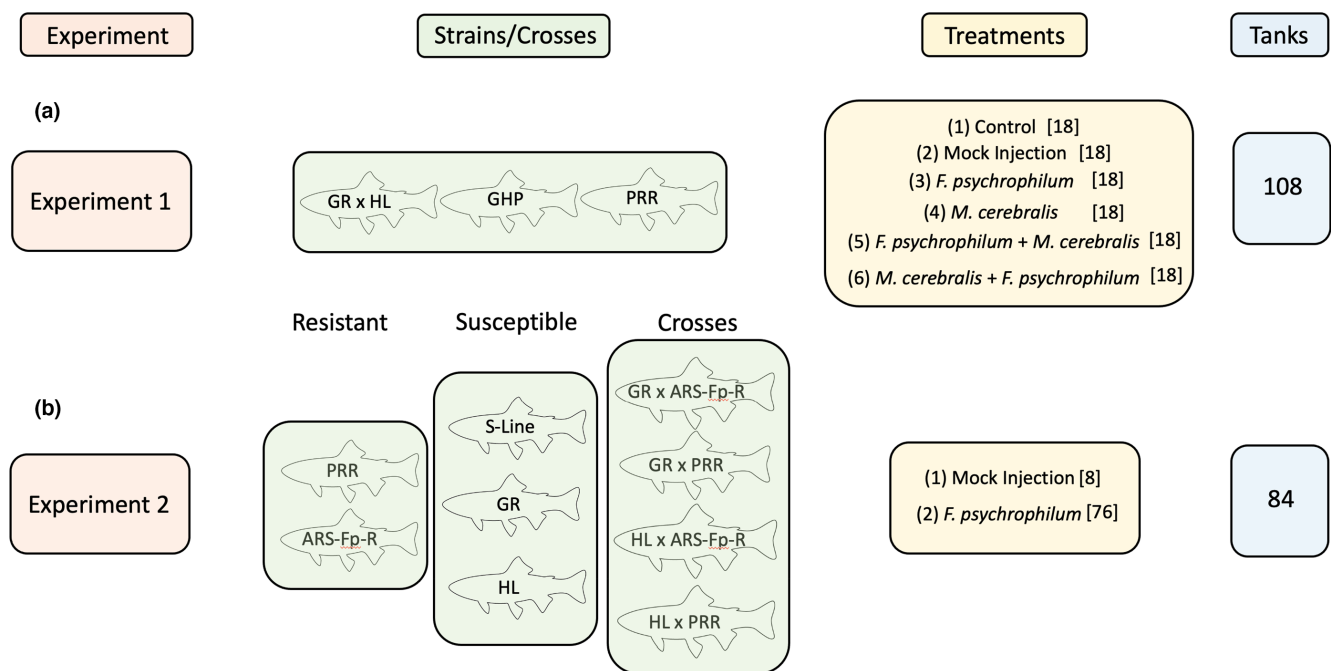 Experiment
Strains/Crosses
Treatments
Tanks
(a)
Experiment 1
GR x HL
GHP
PRR
(1) Control [18]
(2) Mock Injection [18]
(3) F. psychrophilum [18]
(4) M. cerebralis [18]
(5) F. psychrophilum + M. cerebralis [18]
(6) M. cerebralis + F. psychrophilum [18]
108
Resistant
Susceptible
Crosses
(b)
Experiment 2
PRR
ARS-Fp-R
S-Line
GR
HL
GR x ARS-Fp-R
GR x PRR
HL x ARS-Fp-R
HL x PRR
(1) Mock Injection [8]
(2) F. psychrophilum [76]
84